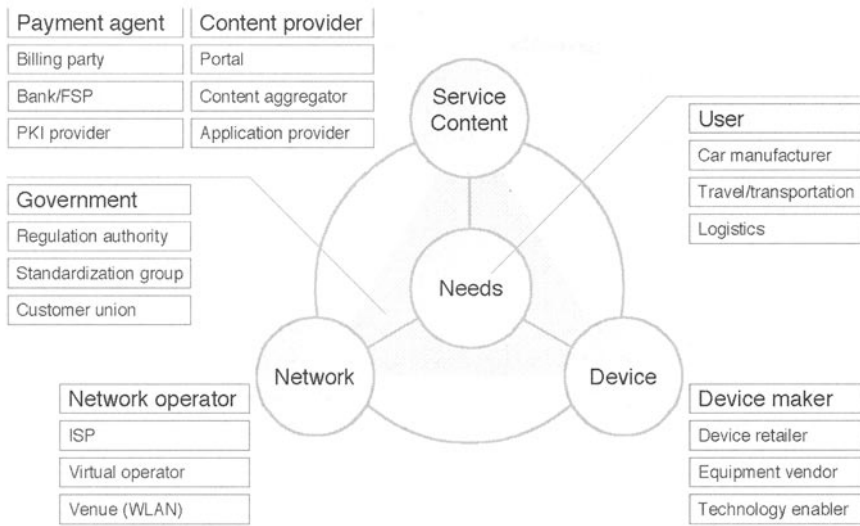 Payment agent
Billing party
Bank/FSP
PKI provider
Content provider
Portal
Content aggregator
Application provider
Service
Content
User
Car manufacturer
Travel/transportation
Logistics
Government
Regulation authority
Standardization group
Customer union
Needs
Network
Device
Network operator
ISP
Virtual operator
Venue (WLAN)
Device maker
Device retailer
Equipment vendor
Technology enabler